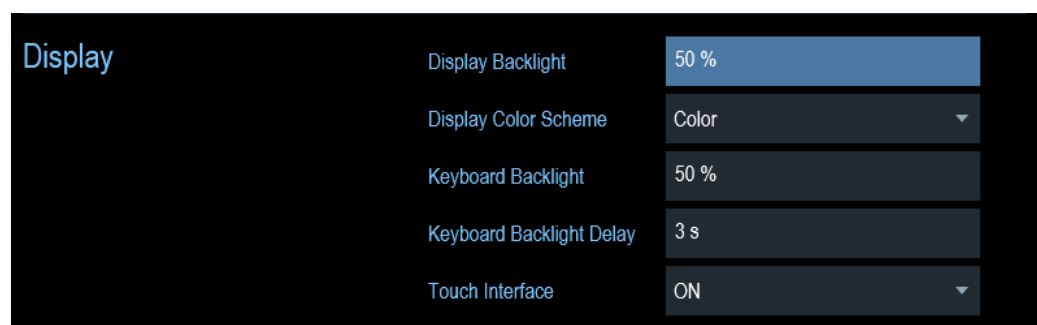 Display
Display Backlight 50 %
Display Color Scheme Color
Keyboard Backlight 50 %
Keyboard Backlight Delay 3 s
Touch Interface ON